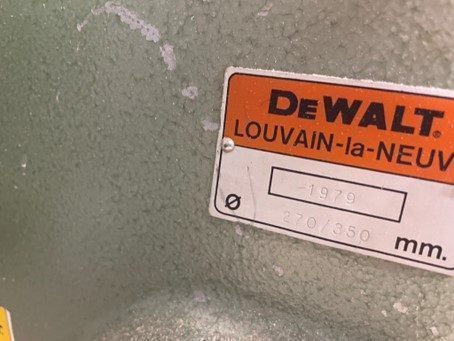 DEWALT®
LOUVAIN-la-NEUV
-1979
Ø 270/350 mm.